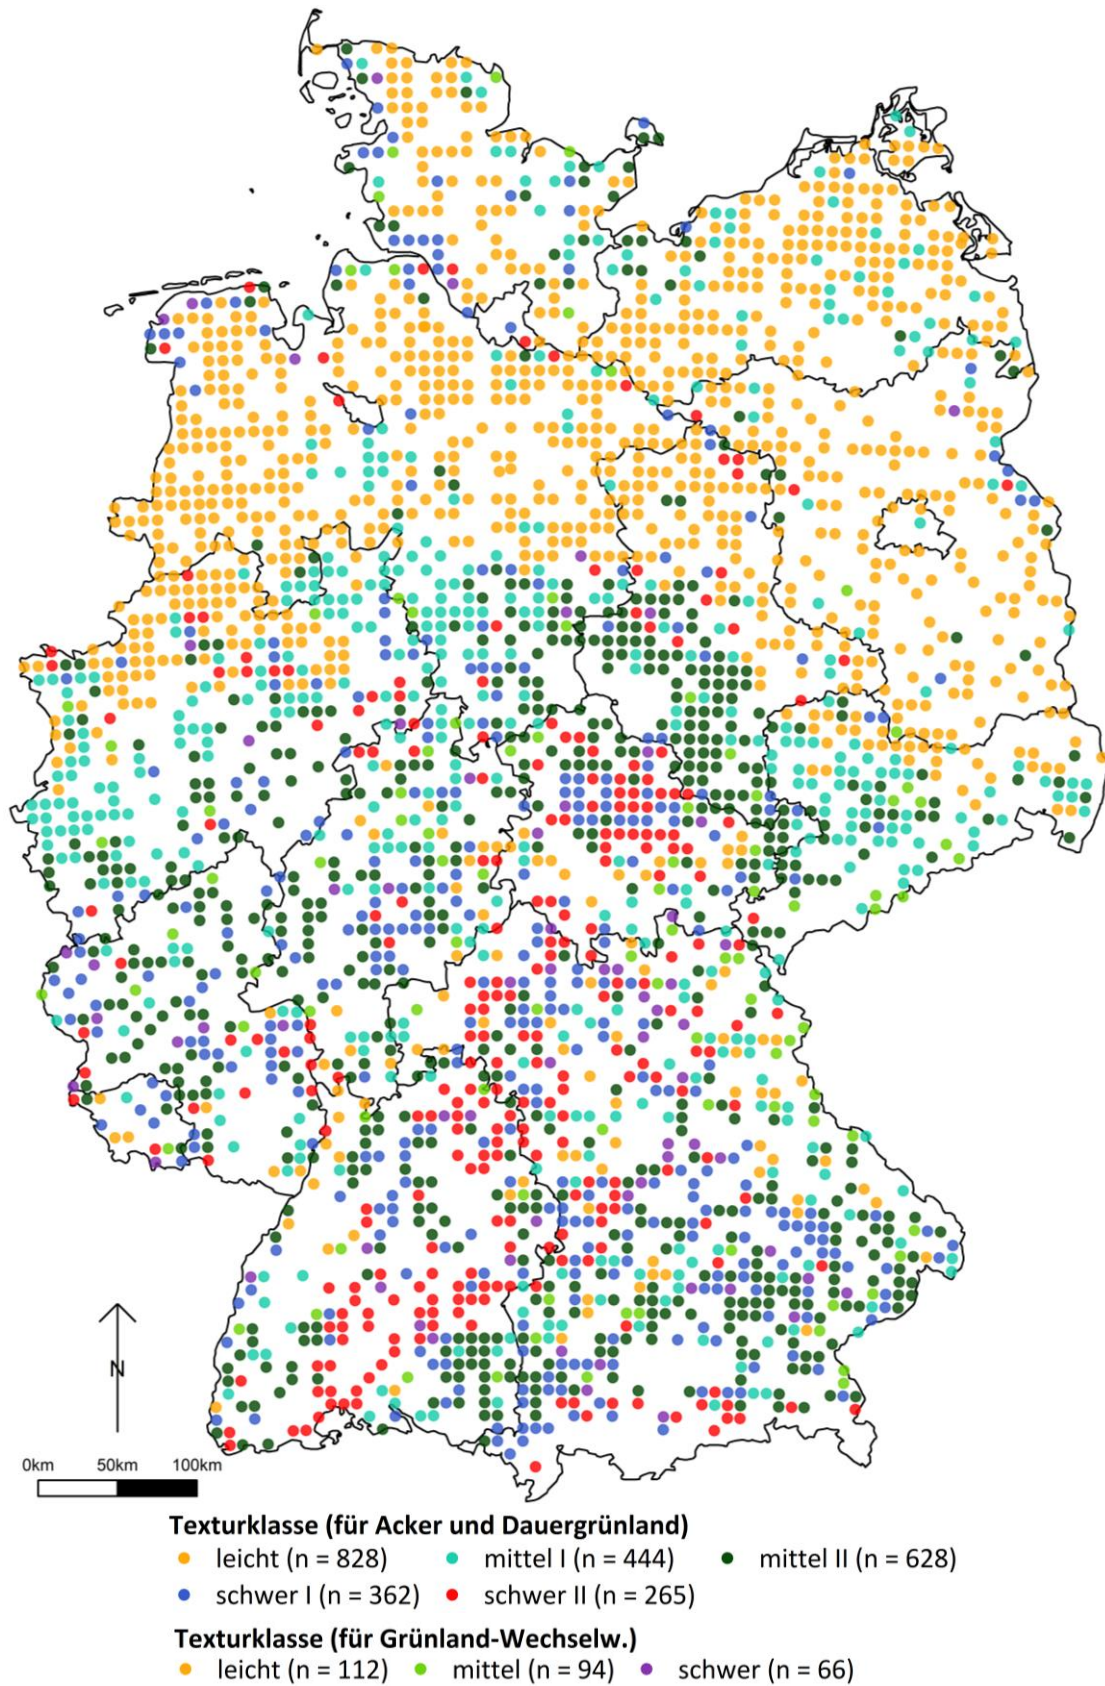 N
0km 50km 100km
Texturklasse (für Acker und Dauergrünland)
leicht (n = 828) mittel I (n = 444) mittel II (n = 628)
schwer I (n = 362) schwer II (n = 265)
Texturklasse (für Grünland-Wechselw.)
leicht (n = 112) mittel (n = 94) schwer (n = 66)